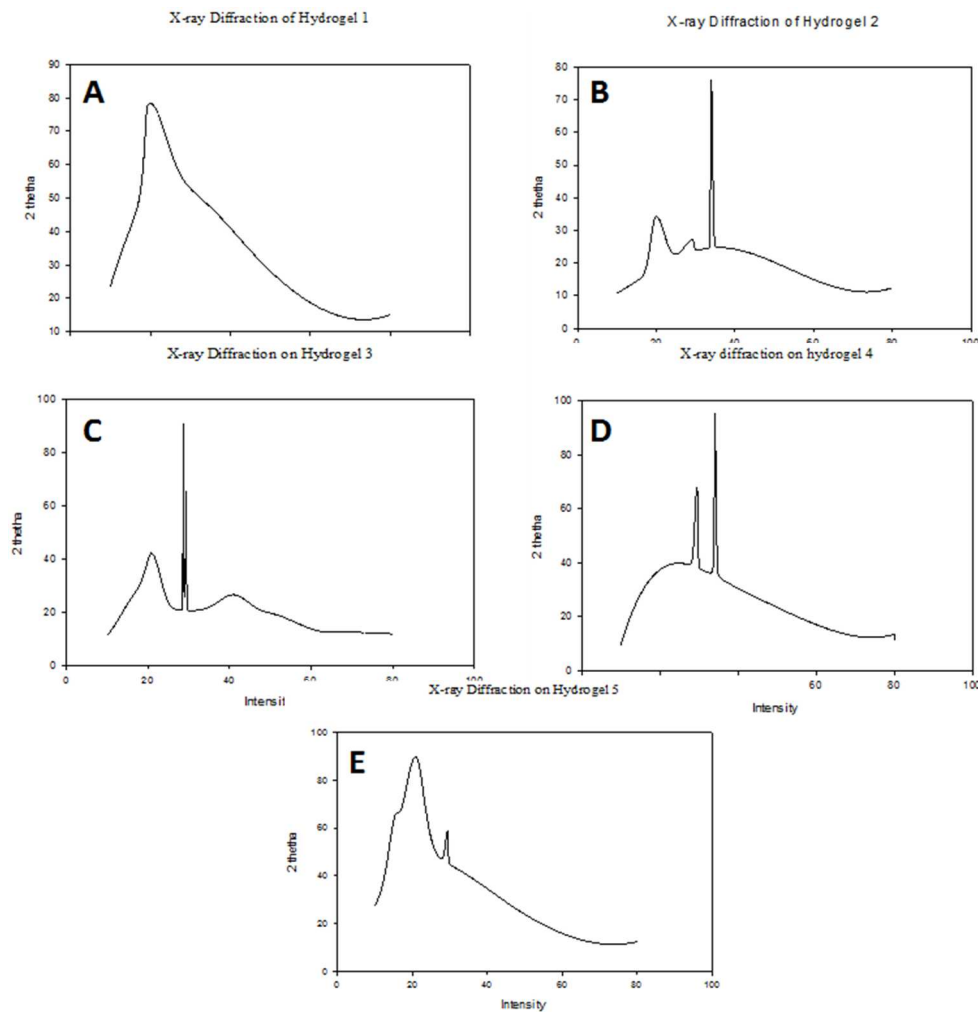 X-ray Diffraction of Hydrogel 1
X-ray Diffraction of Hydrogel 2
A
90
80
70
60
50
40
30
20
10
2 thetha
B
80
70
60
50
40
30
20
10
0
2 thetha
0 20 40 60 80 100
X-ray Diffraction on Hydrogel 3
X-ray diffraction on hydrogel 4
C
100
80
60
40
20
0
2 thetha
0 20 40 60 80 100
Intensit
D
100
80
60
40
20
0
2 thetha
60 80 100
Intensity
X-ray Diffraction on Hydrogel 5
E
100
80
60
40
20
0
2 thetha
0 20 40 60 80 100
Intensity